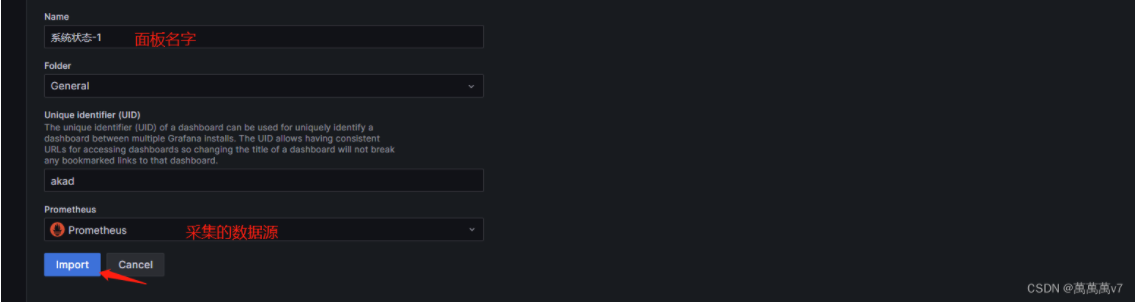 Name
系统状态-1 面板名字
Folder
General
Unique identifier (UID)
The unique identifier (UID) of a dashboard can be used for uniquely identify a
dashboard between multiple Grafana installs. The UID allows having consistent
URLs for accessing dashboards so changing the title of a dashboard will not break
any bookmarked links to that dashboard.
akad
Prometheus
Prometheus 采集的数据源
Import Cancel
CSDN @萬萬萬v7